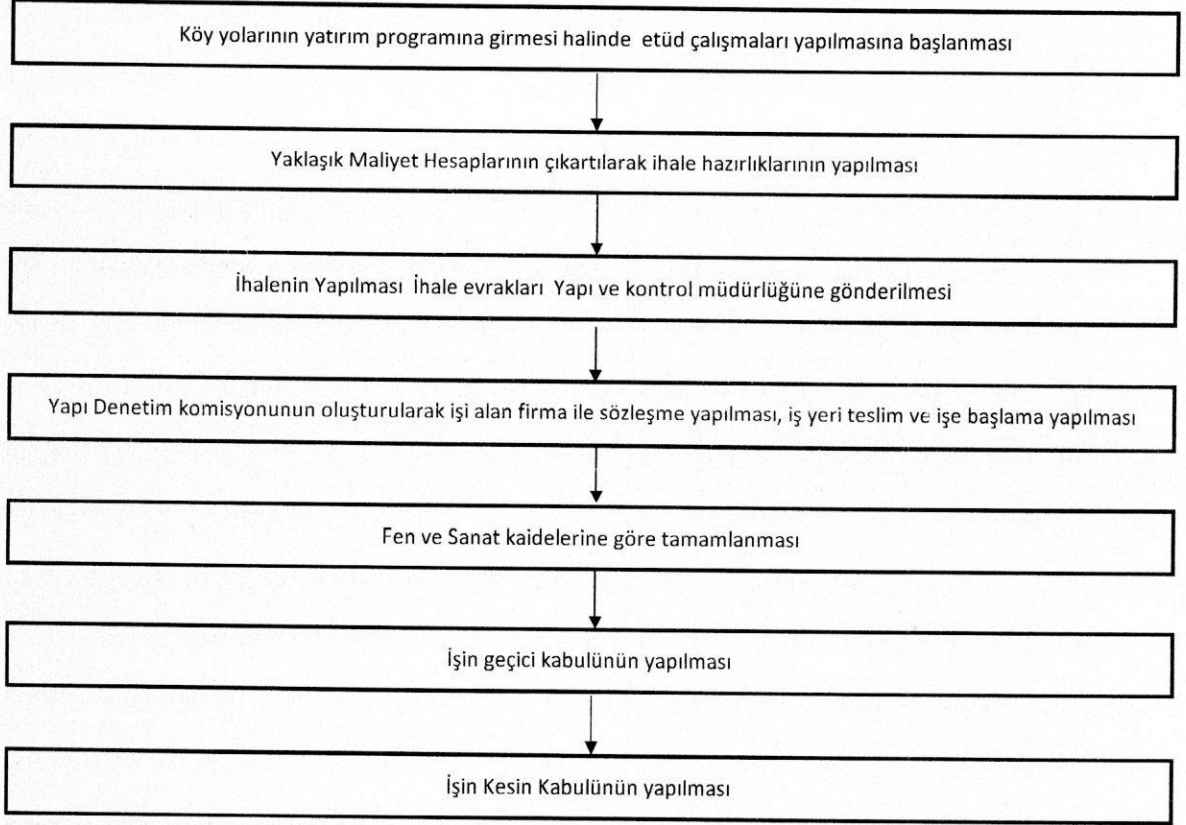 Köy yolarının yatırım programına girmesi halinde etüd çalışmaları yapılmasına başlanması
Yaklaşık Maliyet Hesaplarının çıkartılarak ihale hazırlıklarının yapılması
İhalenin Yapılması İhale evrakları Yapı ve kontrol müdürlüğüne gönderilmesi
Yapı Denetim komisyonunun oluşturularak işi alan firma ile sözleşme yapılması, iş yeri teslim ve işe başlama yapılması
Fen ve Sanat kaidelerine göre tamamlanması
İşin geçici kabulünün yapılması
İşin Kesin Kabulünün yapılması